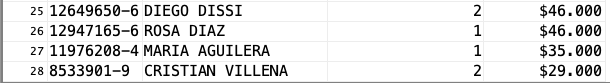 25 12649650-6 DIEGO DISSI 2 $46.000
26 12947165-6 ROSA DIAZ 1 $46.000
27 11976208-4 MARIA AGUILERA 1 $35.000
28 8533901-9 CRISTIAN VILLENA 2 $29.000